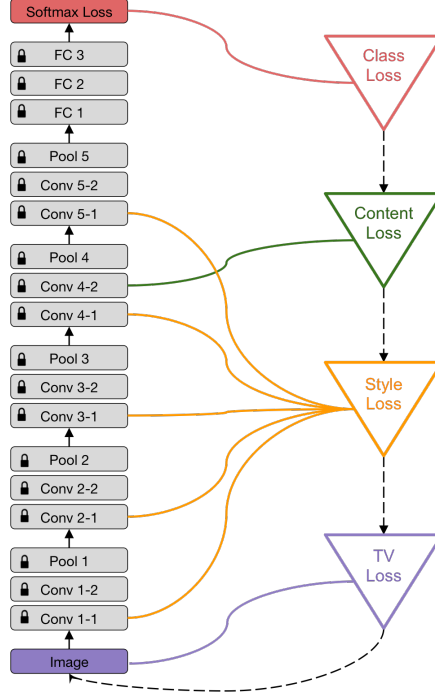 Softmax Loss
FC 3
FC 2
FC 1
Pool 5
Conv 5-2
Conv 5-1
Pool 4
Conv 4-2
Conv 4-1
Pool 3
Conv 3-2
Conv 3-1
Pool 2
Conv 2-2
Conv 2-1
Pool 1
Conv 1-2
Conv 1-1
Image
Class
Loss
Content
Loss
Style
Loss
TV
Loss